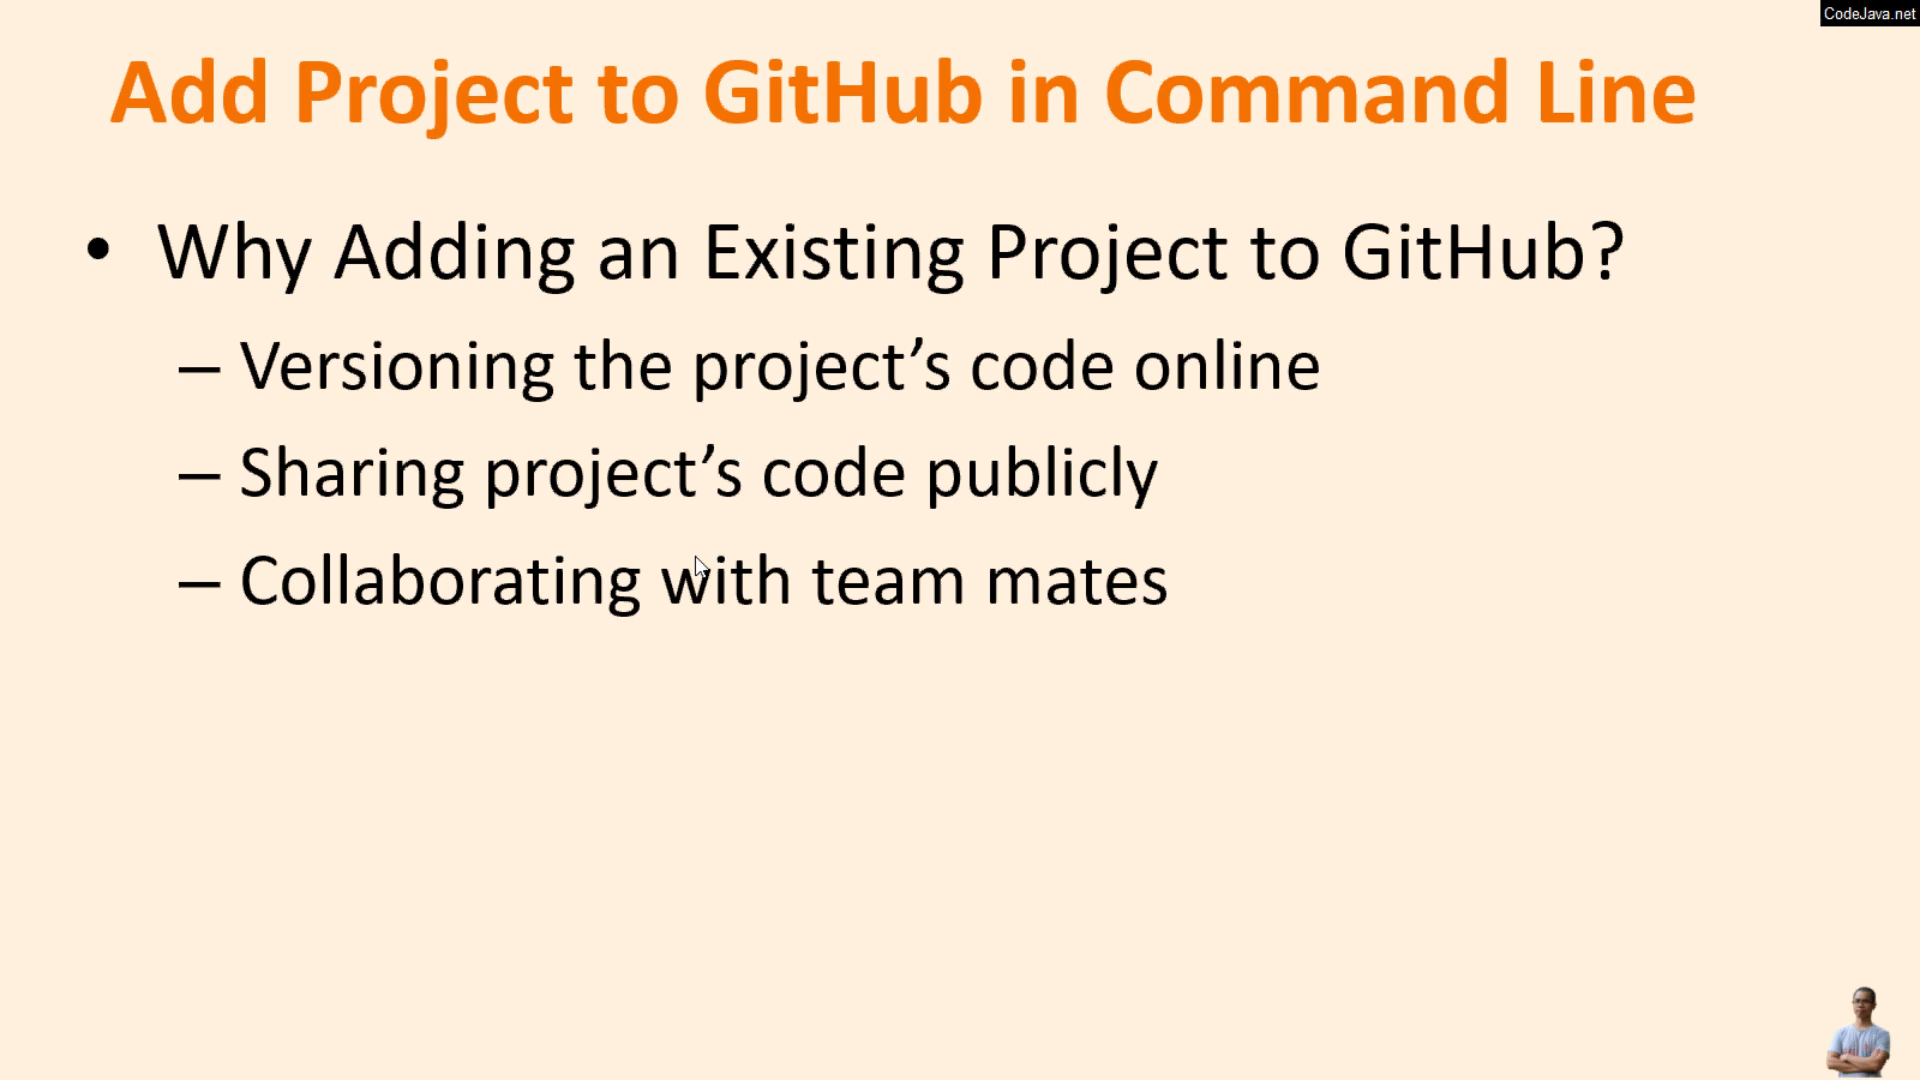 CodeJava.net
Add Project to GitHub in Command Line
• Why Adding an Existing Project to GitHub?
– Versioning the project’s code online
– Sharing project’s code publicly
– Collaborating with team mates